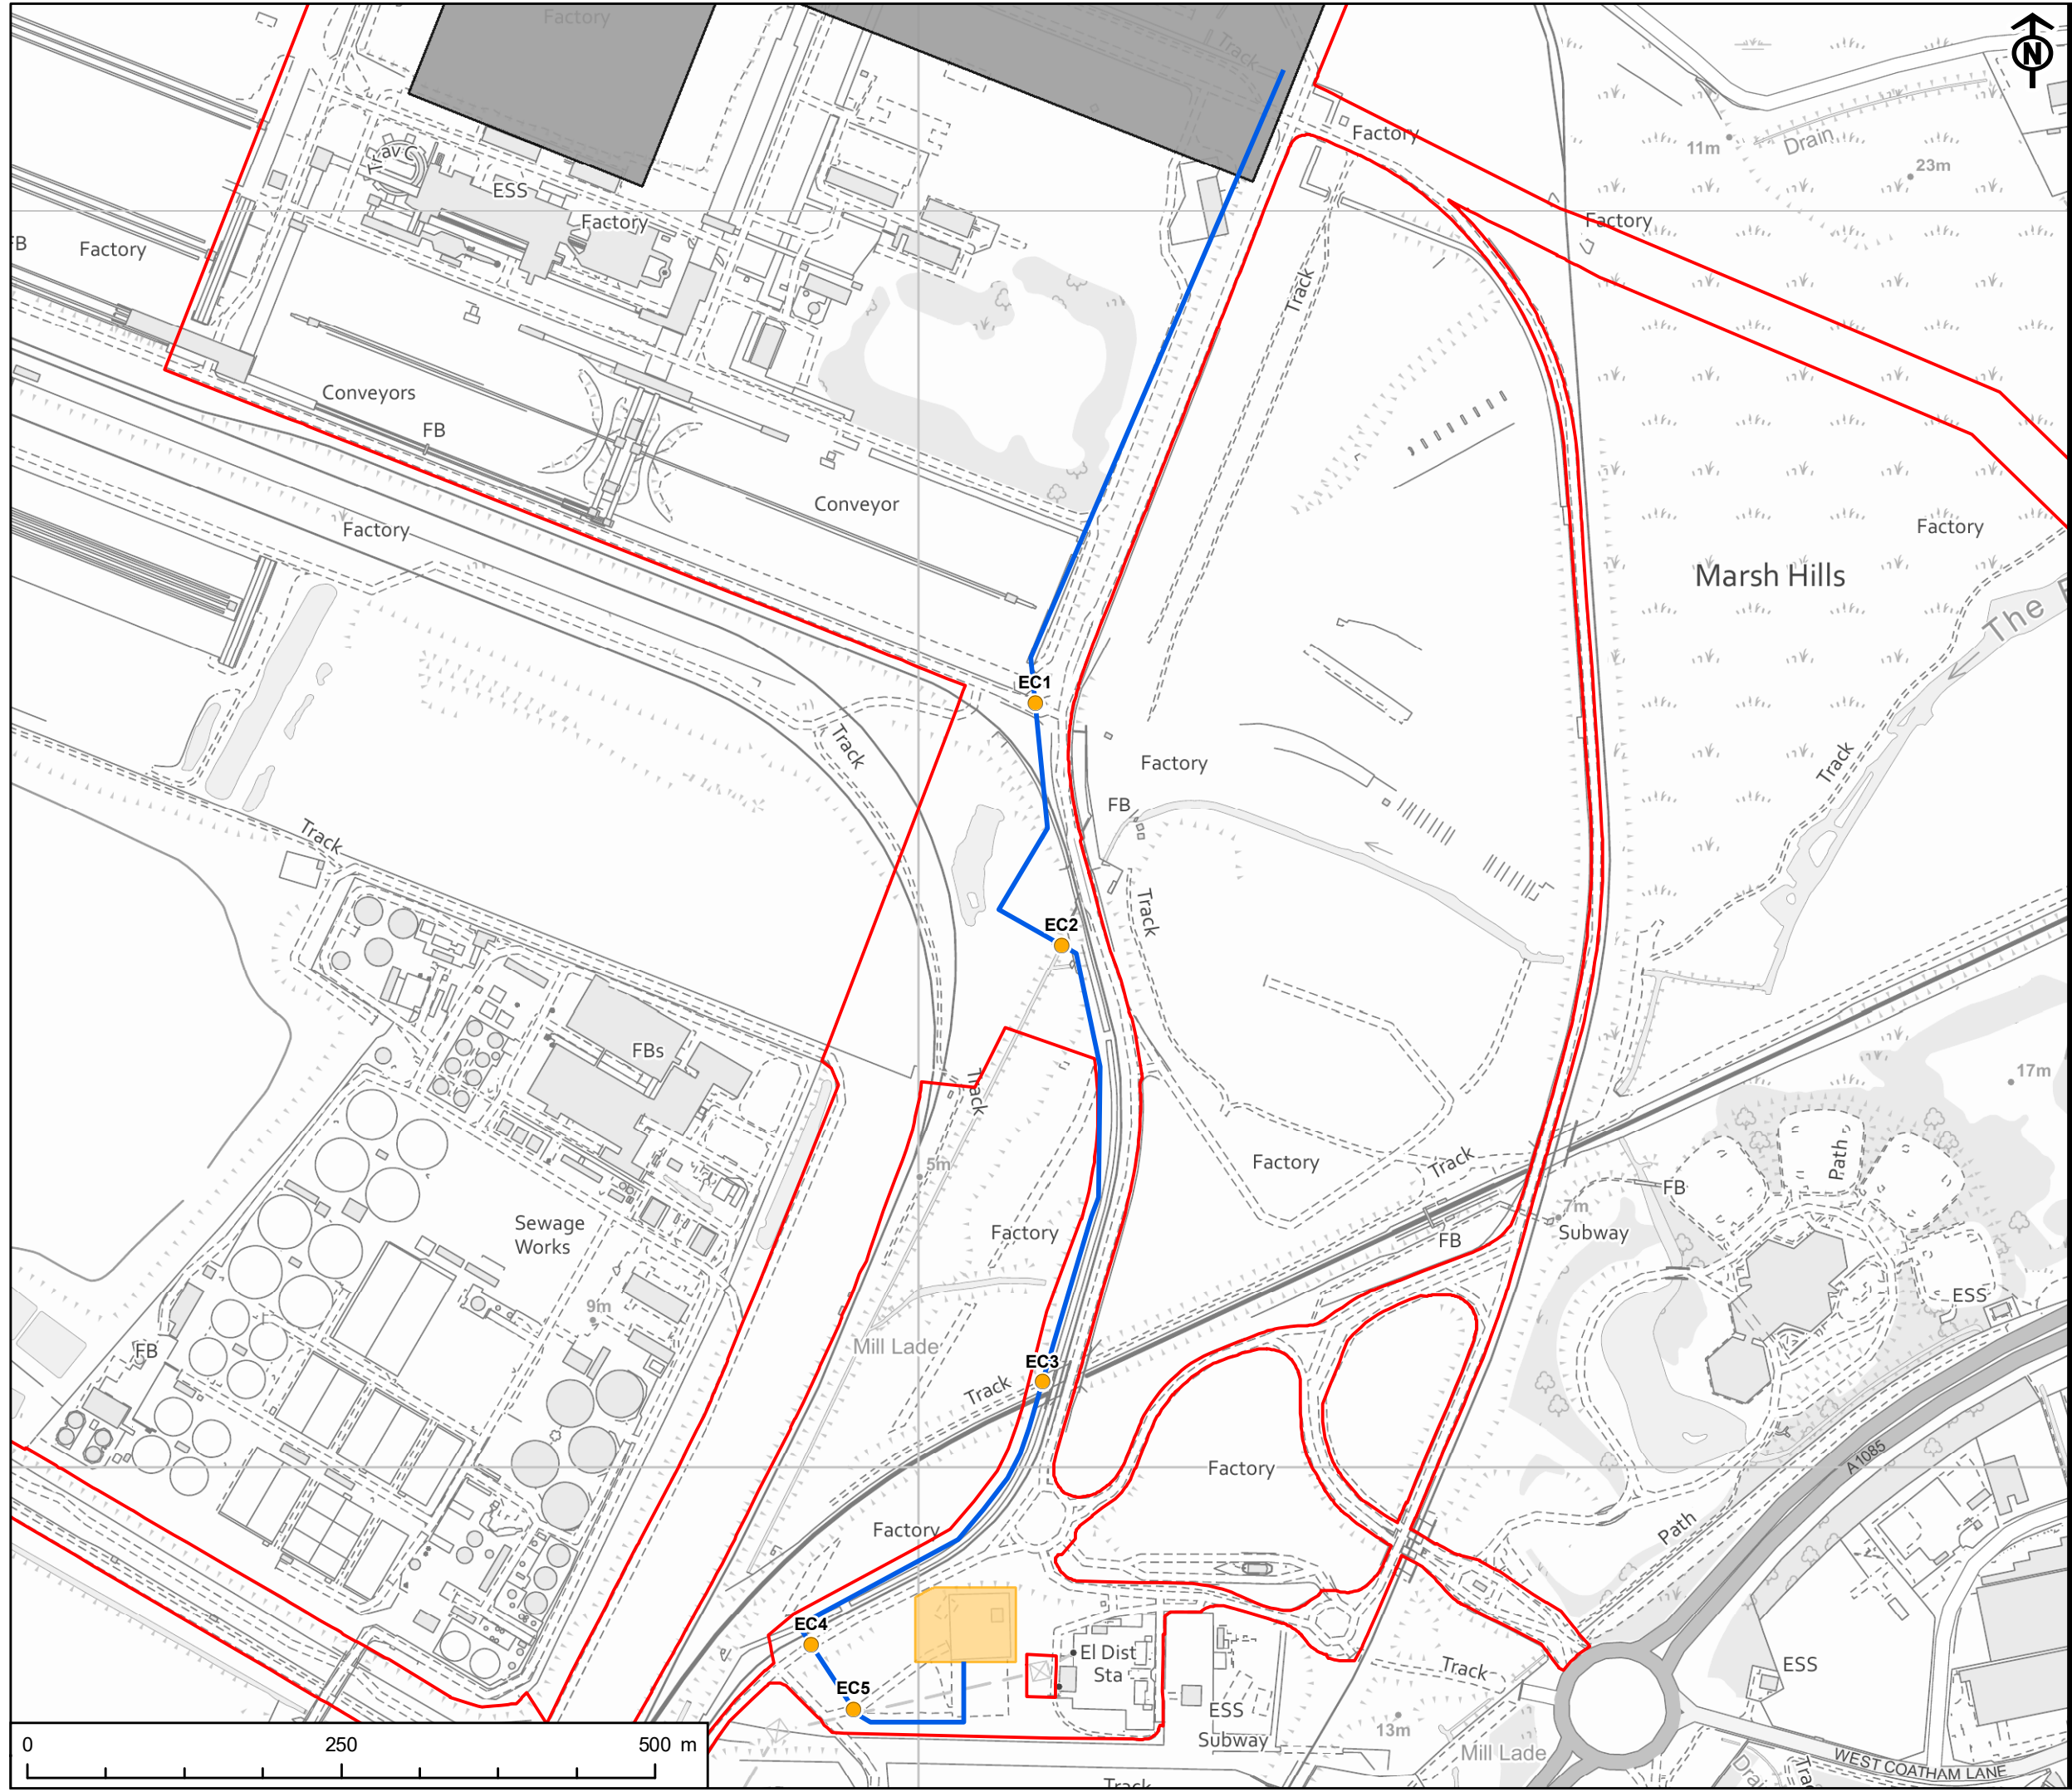 Factory
N
Track
Factory
Drain
11m
23m
ESS
Factory
Factory
FB
Factory
Track
Conveyors
FB
Conveyor
Factory
Factory
Marsh Hills
The
EC1
Track
Factory
Track
FB
Track
EC2
Track
FBs
17m
Track
5m
Factory
Track
Path
FB
Sewage
Works
Factory
7m
Subway
FB
ESS
9m
Mill Lade
FB
EC3
Track
A1085
Factory
Path
Factory
EC4
El Dist
Sta
Track
ESS
EC5
ESS
Subway
13m
Mill Lade
WEST COATHAM LANE
0 250 500 m
Track